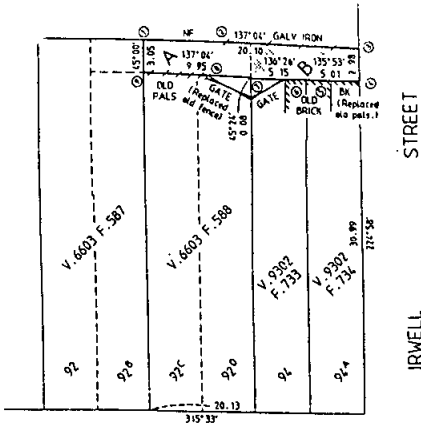 NF
137°04' GALV IRON
45°00'
3.05
A
137°04'
9 95
20.10
136°26'
5 15
B
135°53'
5 01
2.98
OLD
PALS
GATE
(Replaced
old fence)
45°24'
0 08
GATE
OLD
BRICK
BK
(Replaced
old pals.)
STREET
30.99
224°58'
V.6603 F.587
V.6603 F.588
V.9302
F.733
V.9302
F.734
IRWELL
92
92B
92C
92D
94
94A
20.13
315°33'